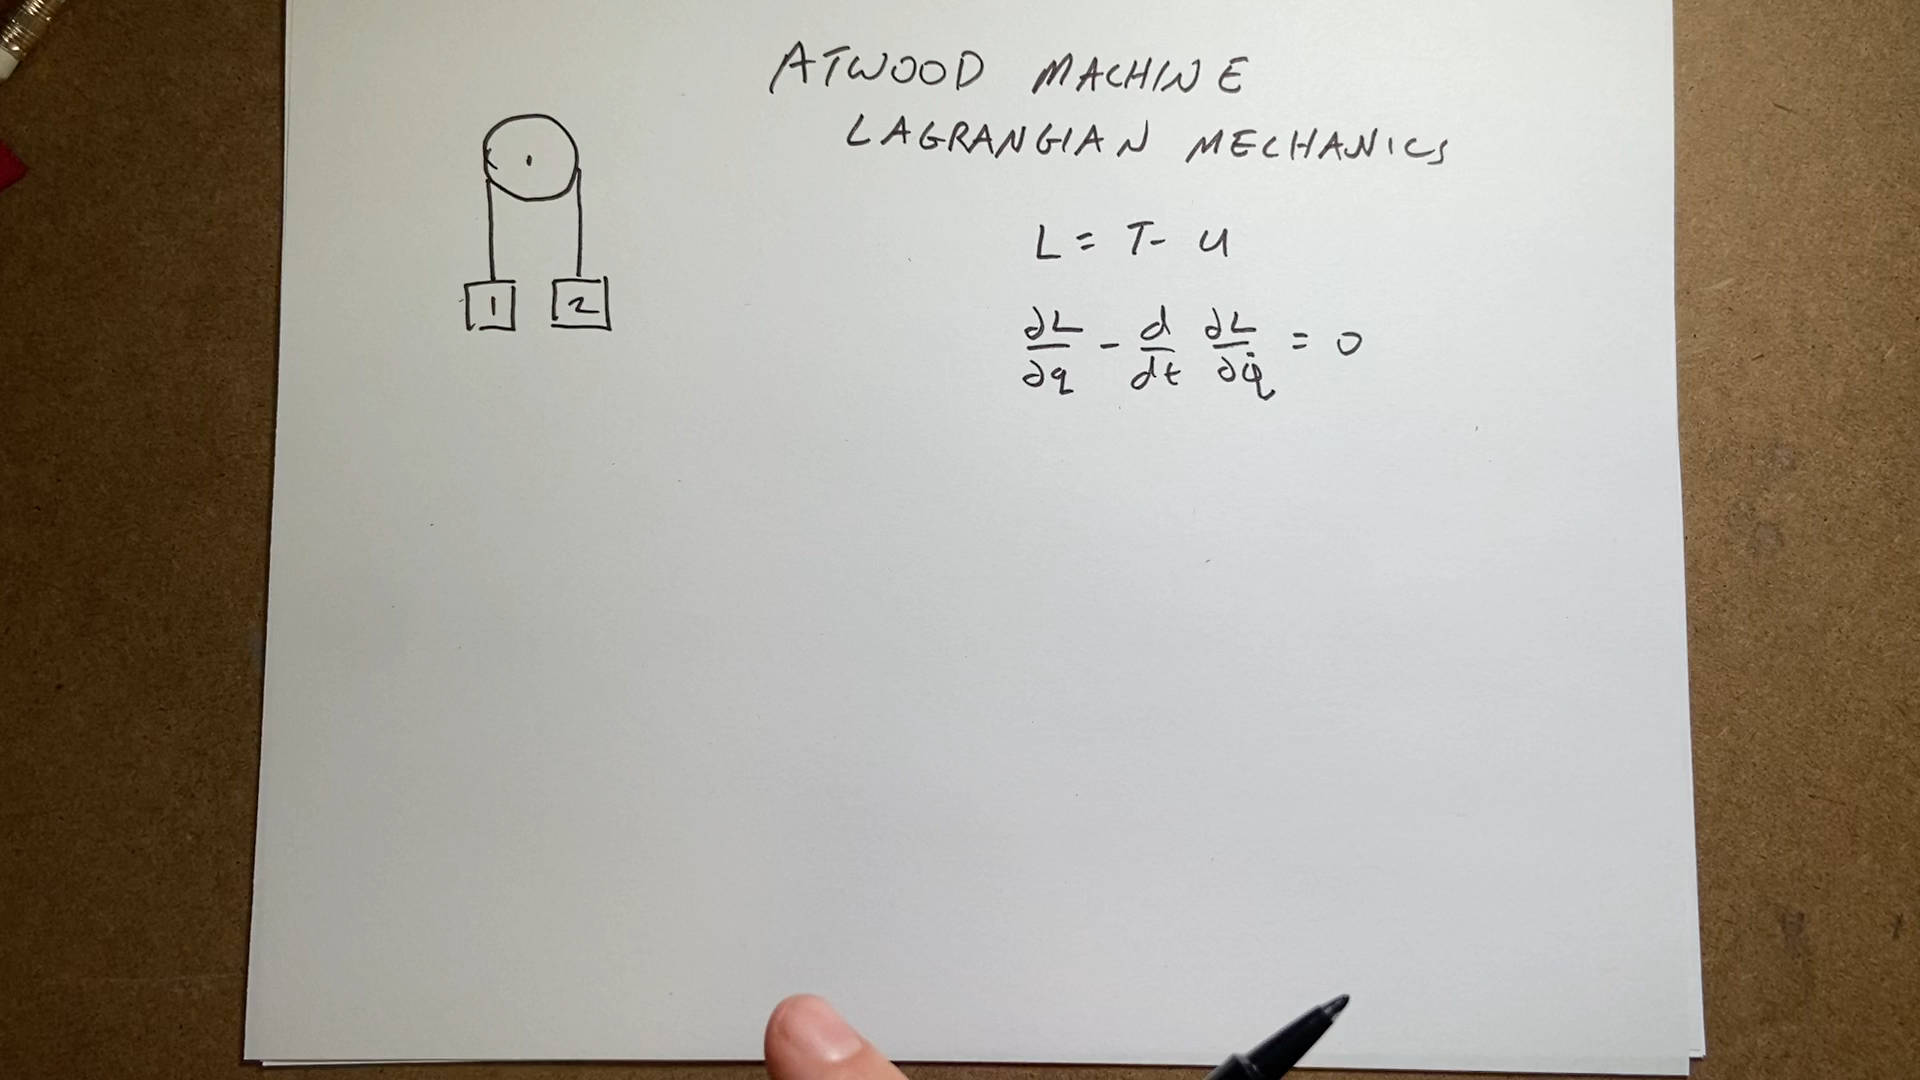 ATWOOD MACHINE
LAGRANGIAN MECHANICS
1 2
L = T - U
∂L/∂q - d/dt ∂L/∂q̇ = 0